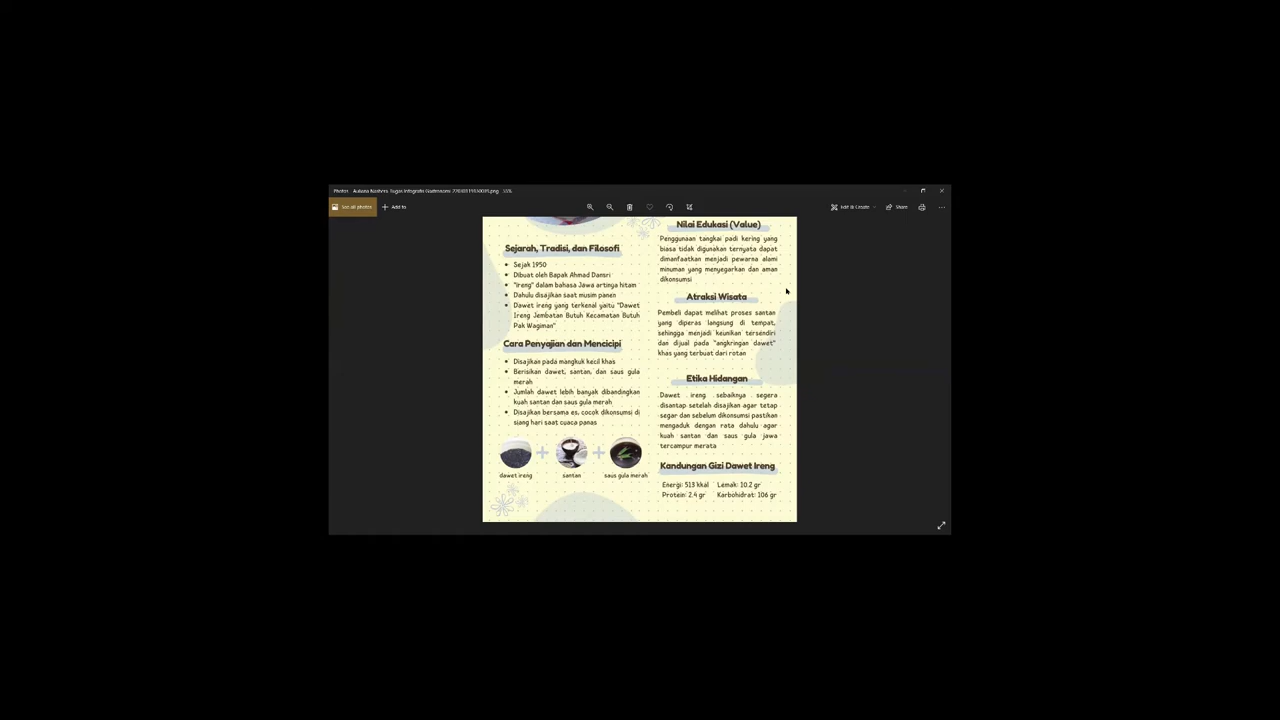 Photos - Auliana Nastiera_Tugas Infografis Gastronomi_
.png 55%
See all photos
Add to
Edit & Create
Share
Sejarah, Tradisi, dan Filosofi
Sejak 1950
Dibuat oleh Bapak Ahmad Dansri
"ireng" dalam bahasa Jawa artinya hitam
Dahulu disajikan saat musim panen
Dawet ireng yang terkenal yaitu "Dawet
Ireng Jembatan Butuh Kecamatan Butuh
Pak Wagiman"
Cara Penyajian dan Mencicipi
Disajikan pada mangkuk kecil khas
Berisikan dawet, santan, dan saus gula
merah
Jumlah dawet lebih banyak dibandingkan
kuah santan dan saus gula merah
Disajikan bersama es, cocok dikonsumsi di
siang hari saat cuaca panas
dawet ireng
santan
saus gula merah
Nilai Edukasi (Value)
Penggunaan tangkai padi kering yang
biasa tidak digunakan ternyata dapat
dimanfaatkan menjadi pewarna alami
minuman yang menyegarkan dan aman
dikonsumsi
Atraksi Wisata
Pembeli dapat melihat proses santan
yang diperas langsung di tempat,
sehingga menjadi keunikan tersendiri
dan dijual pada "angkringan dawet"
khas yang terbuat dari rotan
Etika Hidangan
Dawet ireng sebaiknya segera
disantap setelah disajikan agar tetap
segar dan sebelum dikonsumsi pastikan
mengaduk dengan rata dahulu agar
kuah santan dan saus gula jawa
tercampur merata
Kandungan Gizi Dawet Ireng
Energi: 513 kkal Lemak: 10.2 gr
Protein: 2.4 gr Karbohidrat: 106 gr